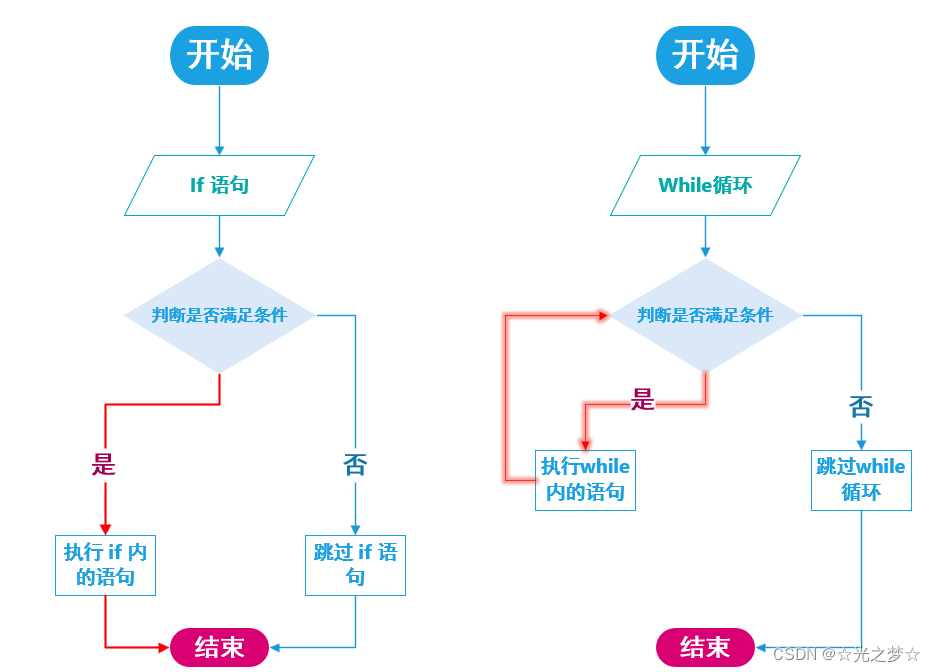 开始
If 语句
判断是否满足条件
是
否
执行 if 内
的语句
跳过 if 语
句
结束
开始
While循环
判断是否满足条件
是
否
执行while
内的语句
跳过while
循环
结束
CSDN @☆光之梦☆